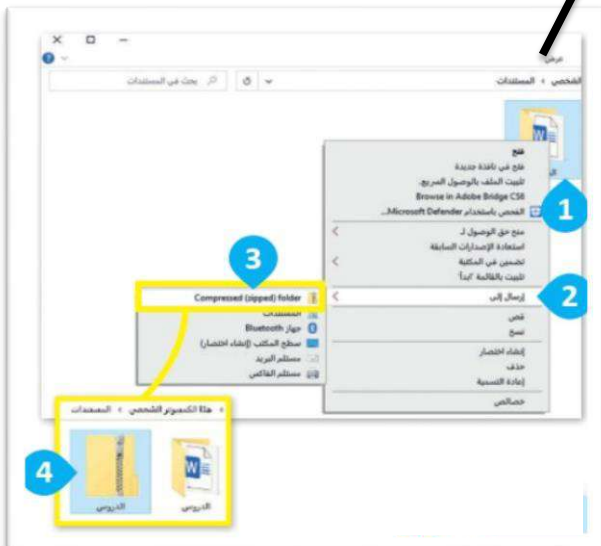 عرض
الشخصي › المستندات
بحث في المستندات
فتح
فتح في نافذة جديدة
تثبيت الملف بالوصول السريع.
Browse in Adobe Bridge CS6
الفحص باستخدام Microsoft Defender...
1
منح حق الوصول لـ
استعادة الإصدارات السابقة
تضمين في المكتبة
تثبيت بالقائمة 'ابدأ'
إرسال إلى
2
قص
نسخ
إنشاء اختصار
حذف
إعادة التسمية
خصائص
3
Compressed (zipped) folder
المستندات
جهاز Bluetooth
سطح المكتب (إنشاء اختصار)
مستلم البريد
مستلم الفاكس
هذا الكمبيوتر الشخصي › المستندات
4
الدروس
الدروس